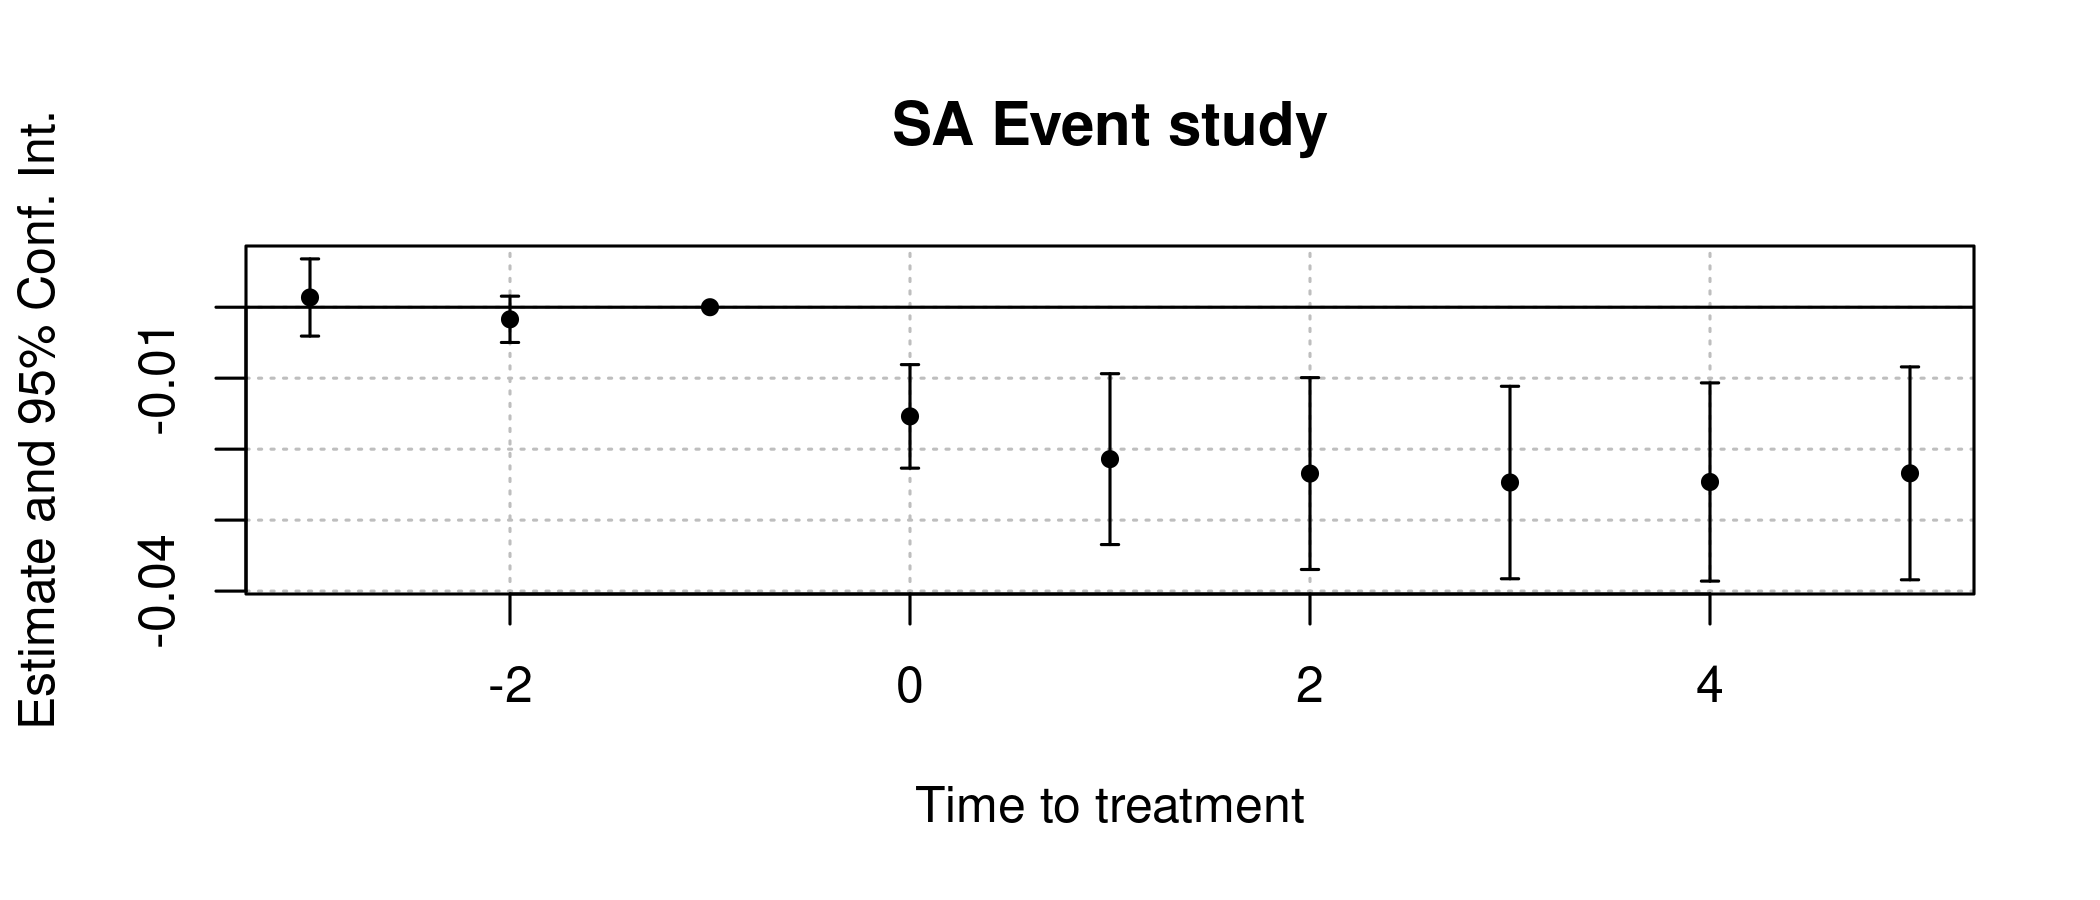 SA Event study
Estimate and 95% Conf. Int.
-0.01
-0.04
-2 0 2 4
Time to treatment